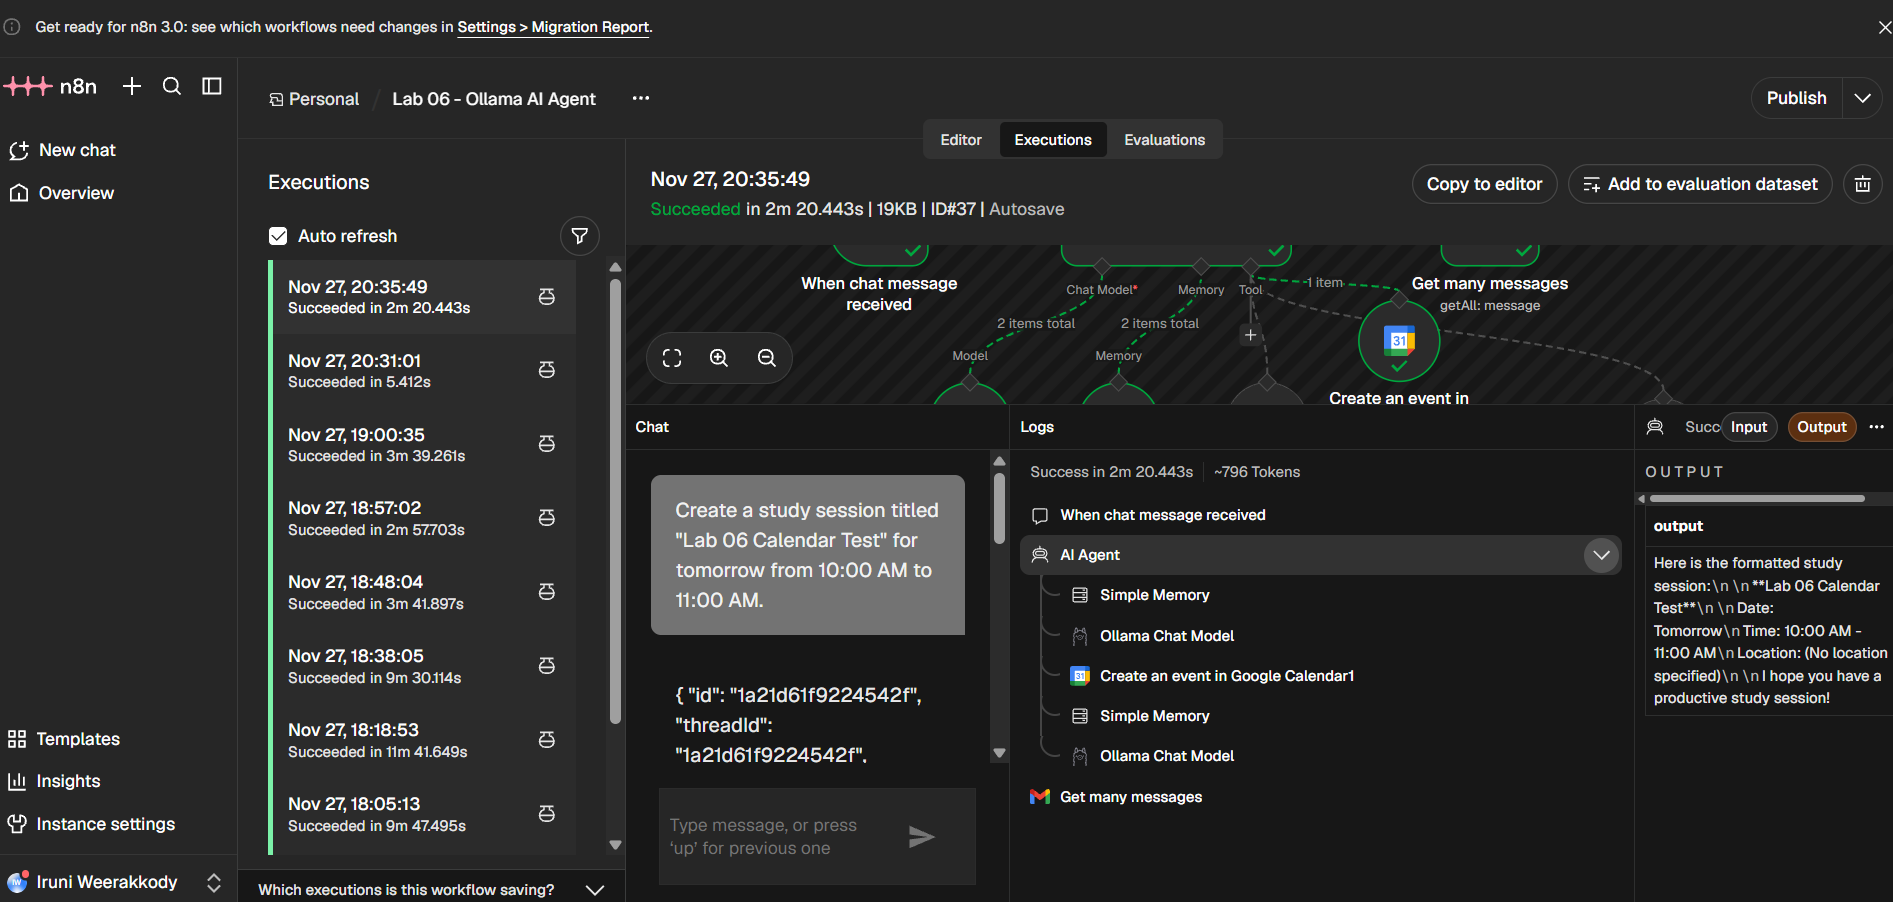 Get ready for n8n 3.0: see which workflows need changes in Settings > Migration Report.
n8n
New chat
Overview
Templates
Insights
Instance settings
Iruni Weerakkody
Personal / Lab 06 - Ollama AI Agent
Publish
Editor
Executions
Evaluations
Executions
Auto refresh
Nov 27, 20:35:49
Succeeded in 2m 20.443s
Nov 27, 20:31:01
Succeeded in 5.412s
Nov 27, 19:00:35
Succeeded in 3m 39.261s
Nov 27, 18:57:02
Succeeded in 2m 57.703s
Nov 27, 18:48:04
Succeeded in 3m 41.897s
Nov 27, 18:38:05
Succeeded in 9m 30.114s
Nov 27, 18:18:53
Succeeded in 11m 41.649s
Nov 27, 18:05:13
Succeeded in 9m 47.495s
Which executions is this workflow saving?
Nov 27, 20:35:49
Succeeded in 2m 20.443s | 19KB | ID#37 | Autosave
Copy to editor
Add to evaluation dataset
When chat message
received
Chat Model*
Memory
Tool
1 item
Get many messages
getAll: message
2 items total
2 items total
Model
Memory
31
Create an event in
Chat
Create a study session titled
"Lab 06 Calendar Test" for
tomorrow from 10:00 AM to
11:00 AM.
{ "id": "1a21d61f9224542f",
"threadId":
"1a21d61f9224542f",
Type message, or press
‘up’ for previous one
Logs
Success in 2m 20.443s
~796 Tokens
When chat message received
AI Agent
Simple Memory
Ollama Chat Model
31
Create an event in Google Calendar1
Simple Memory
Ollama Chat Model
Get many messages
Succ
Input
Output
OUTPUT
output
Here is the formatted study
session:\n \n **Lab 06 Calendar
Test**\n \n Date:
Tomorrow\n Time: 10:00 AM -
11:00 AM\n Location: (No location
specified)\n \n I hope you have a
productive study session!